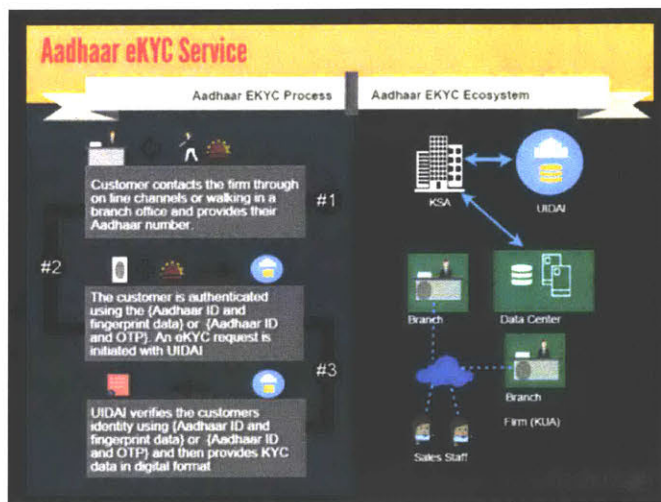 Aadhaar eKYC Service
Aadhaar EKYC Process
Aadhaar EKYC Ecosystem
Customer contacts the firm through
on line channels or walking in a
branch office and provides their
Aadhaar number.
#1
#2
The customer is authenticated
using the {Aadhaar ID and
fingerprint data} or {Aadhaar ID
and OTP}. An eKYC request is
initiated with UIDAI
#3
UIDAI verifies the customers
identity using {Aadhaar ID and
fingerprint data} or {Aadhaar ID
and OTP} and then provides KYC
data in digital format
KSA
UIDAI
Branch
Data Center
Branch
Firm (KUA)
Sales Staff